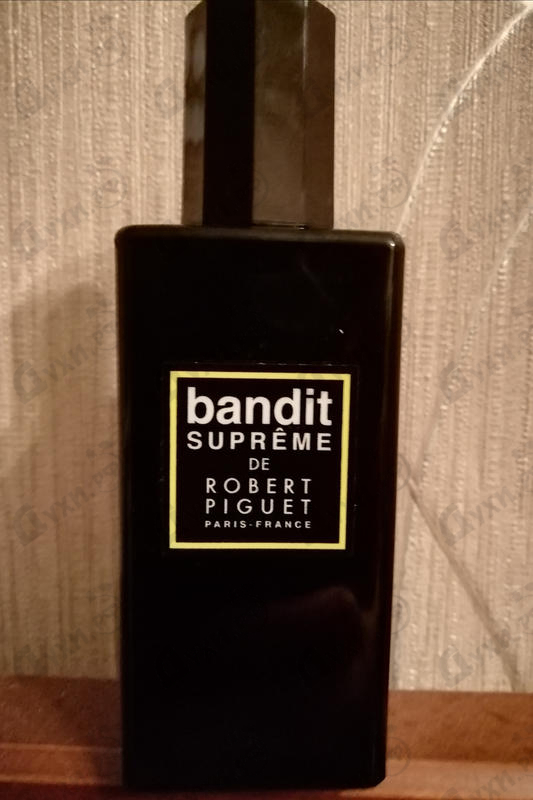 bandit
SUPRÊME
DE
ROBERT
PIGUET
PARIS-FRANCE